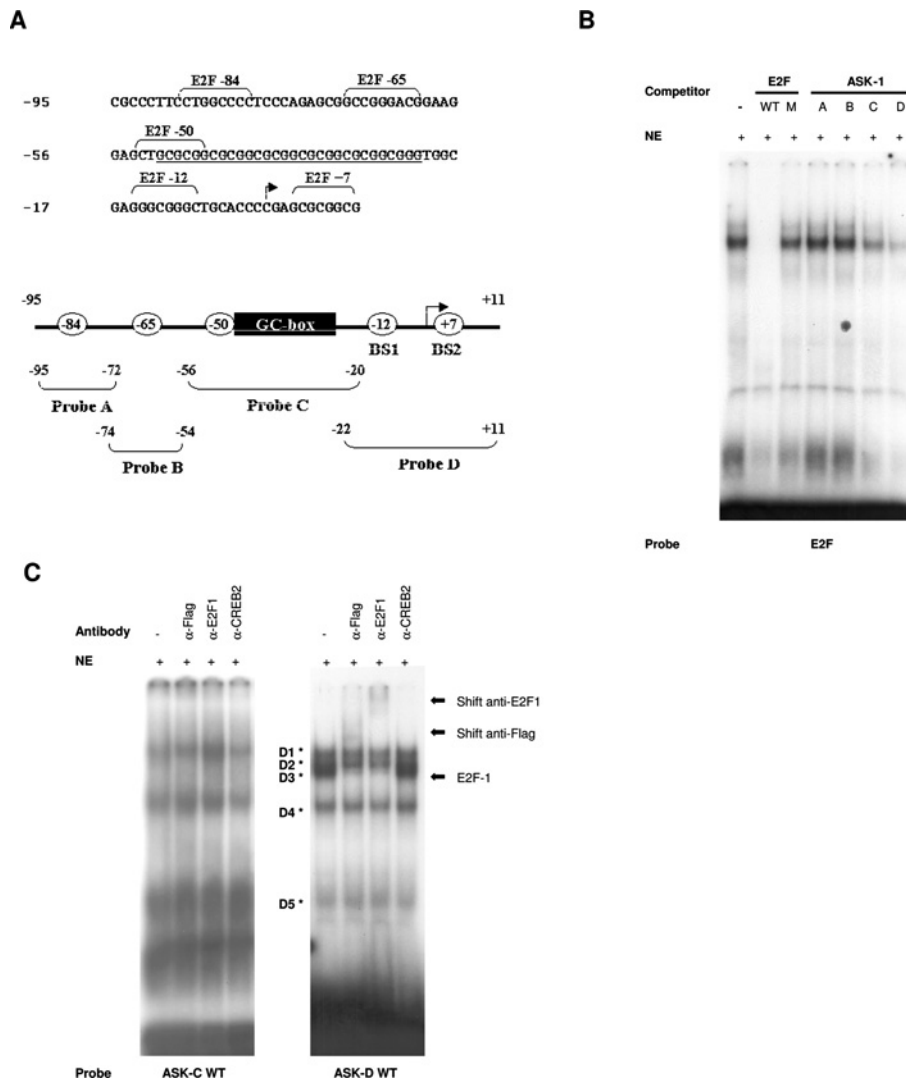 A
E2F -84
E2F -65
-95 CGCCCTTCCTGGCCCCTCCCAGAGCGGCCGGGACGGAAG
E2F -50
-56 GAGCTGCGCGGCGCGGCGCGGCGCGGCGCGGCGGGTGGC
E2F -12
E2F -7
-17 GAGGGCGGGCTGCACCCCGAGCGCGGCG
-95
+11
-84
-65
-50
GC-box
-12
+7
BS1
BS2
-95
-72
-56
-20
Probe A
Probe C
-74
-54
-22
+11
Probe B
Probe D
B
E2F
ASK-1
Competitor
- WT M A B C D
NE
+ + + + + + +
Probe
E2F
C
Antibody
- α-Flag α-E2F1 α-CREB2
- α-Flag α-E2F1 α-CREB2
NE
+ + + +
+ + + +
Shift anti-E2F1
Shift anti-Flag
D1 *
D2 *
D3 *
E2F-1
D4 *
D5 *
Probe
ASK-C WT
ASK-D WT